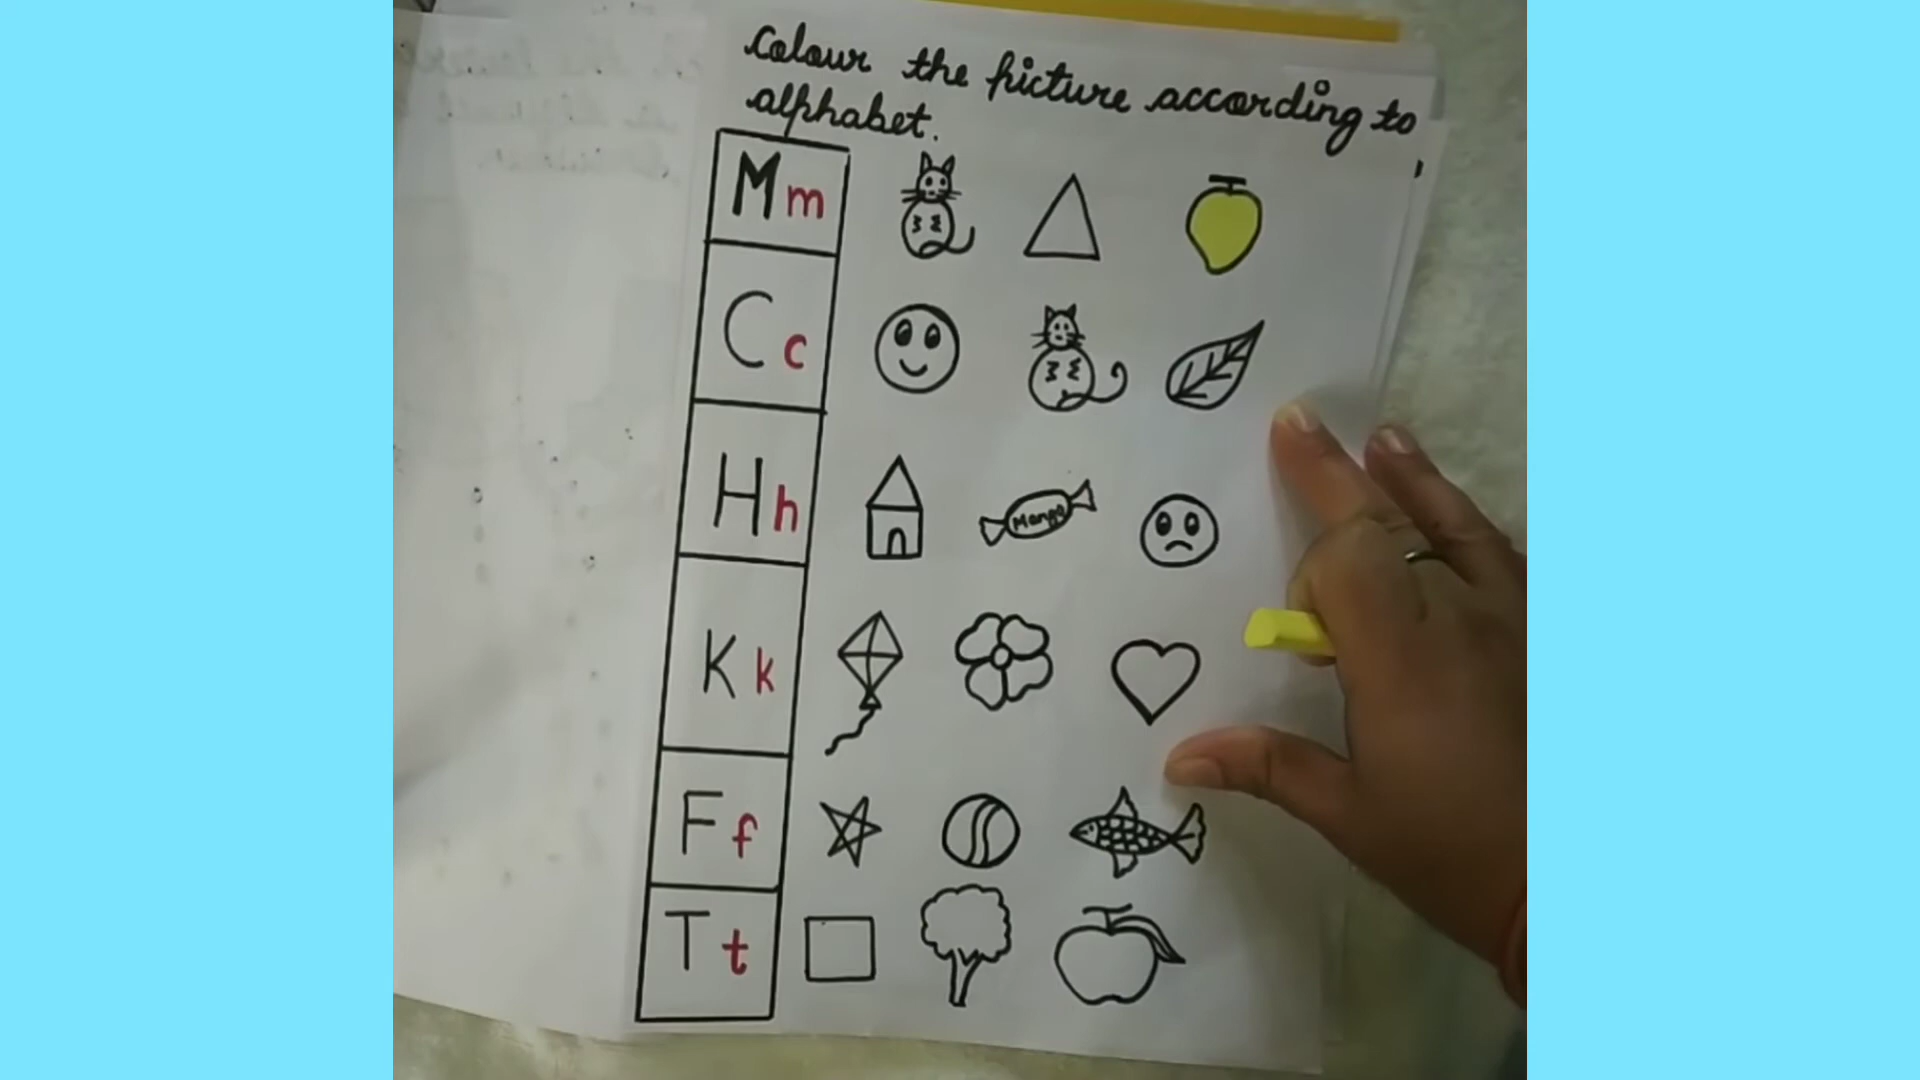 Colour the picture according to
alphabet.
Mm
Cc
Hh
Mango
Kk
Ff
Tt